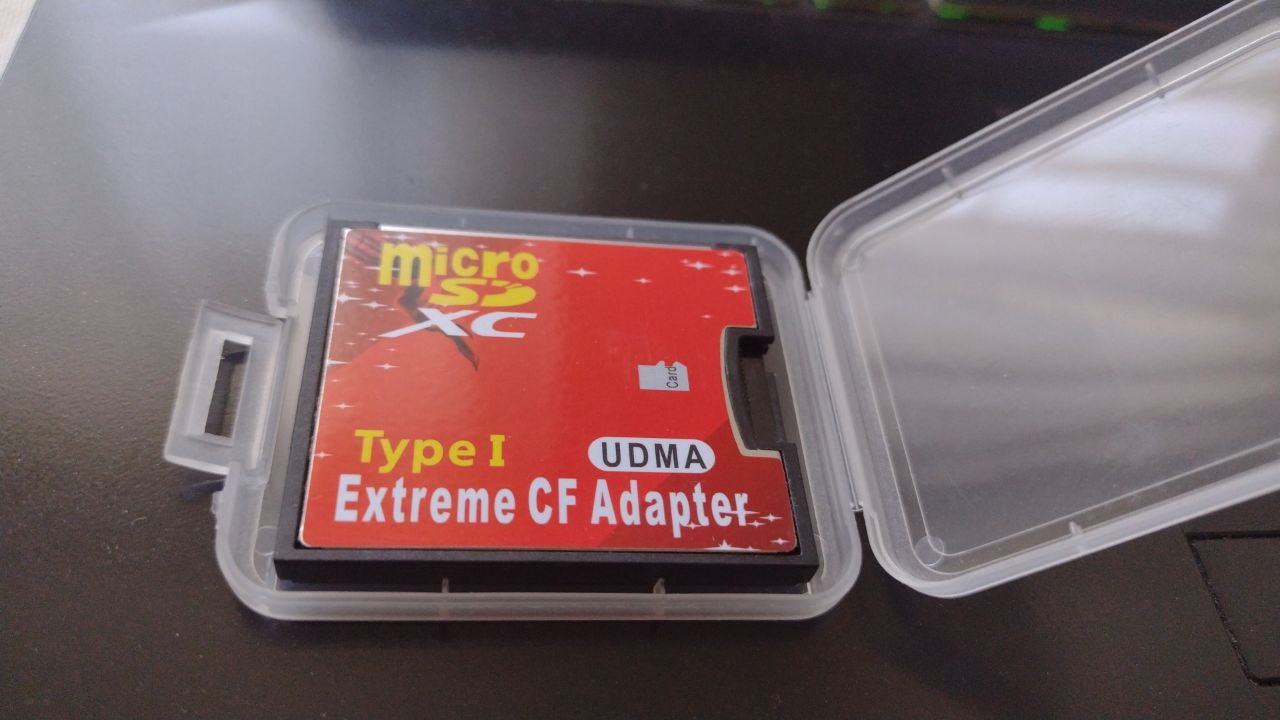 micro
SD
XC
Card
Type I
UDMA
Extreme CF Adapter